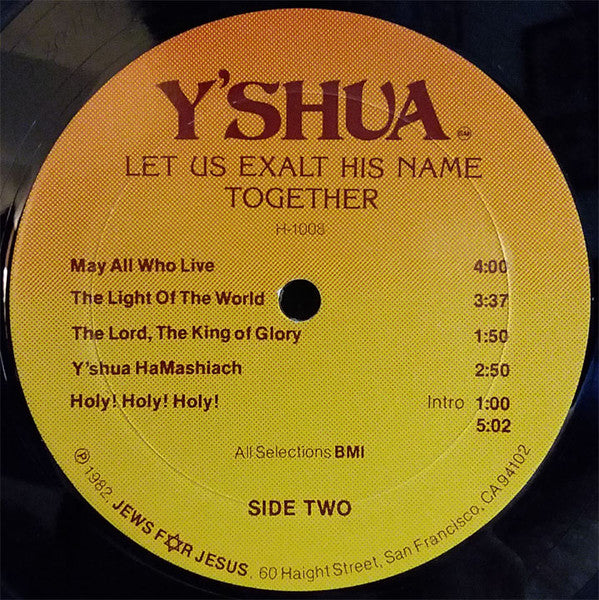 Y'SHUA SM
LET US EXALT HIS NAME
TOGETHER
H-1008
May All Who Live 4:00
The Light Of The World 3:37
The Lord, The King of Glory 1:50
Y'shua HaMashiach 2:50
Holy! Holy! Holy! Intro 1:00
5:02
All Selections BMI
SIDE TWO
℗ 1982, JEWS F✡R JESUS, 60 Haight Street, San Francisco, CA 94102